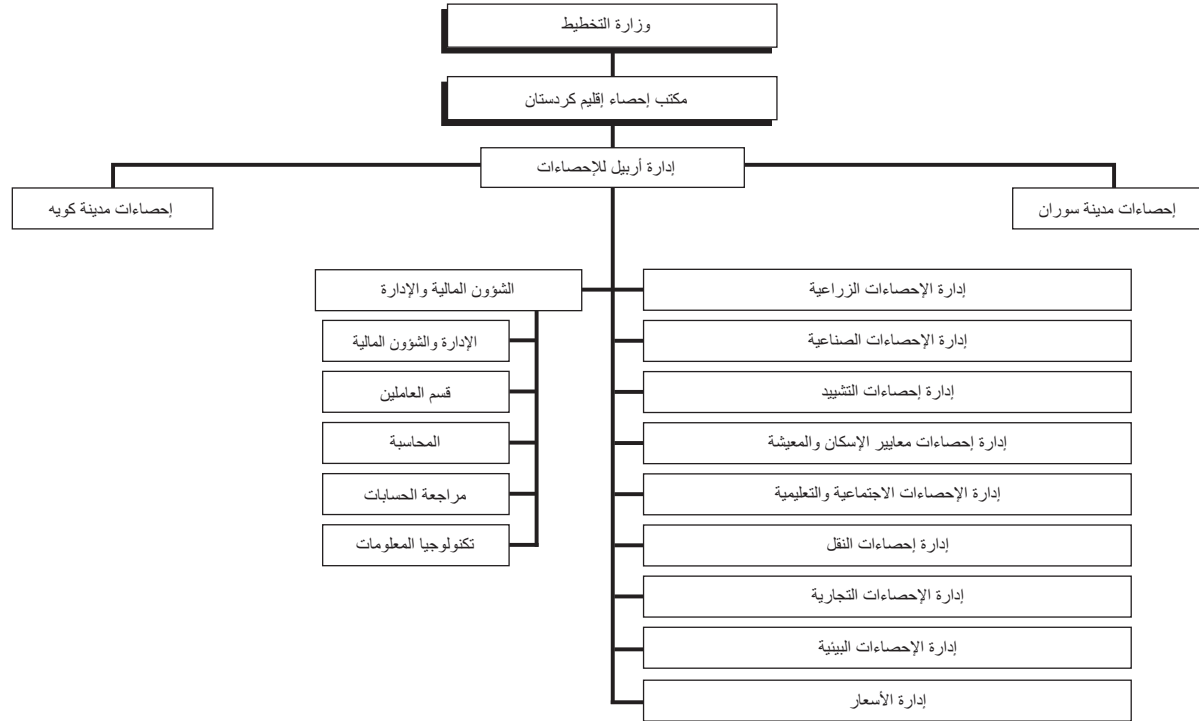 وزارة التخطيط
مكتب إحصاء إقليم كردستان
إدارة أربيل للإحصاءات
إحصاءات مدينة سوران
إحصاءات مدينة كويه
إدارة الإحصاءات الزراعية
إدارة الإحصاءات الصناعية
إدارة إحصاءات التشييد
إدارة إحصاءات معايير الإسكان والمعيشة
إدارة الإحصاءات الاجتماعية والتعليمية
إدارة إحصاءات النقل
إدارة الإحصاءات التجارية
إدارة الإحصاءات البيئية
إدارة الأسعار
الشؤون المالية والإدارة
الإدارة والشؤون المالية
قسم العاملين
المحاسبة
مراجعة الحسابات
تكنولوجيا المعلومات